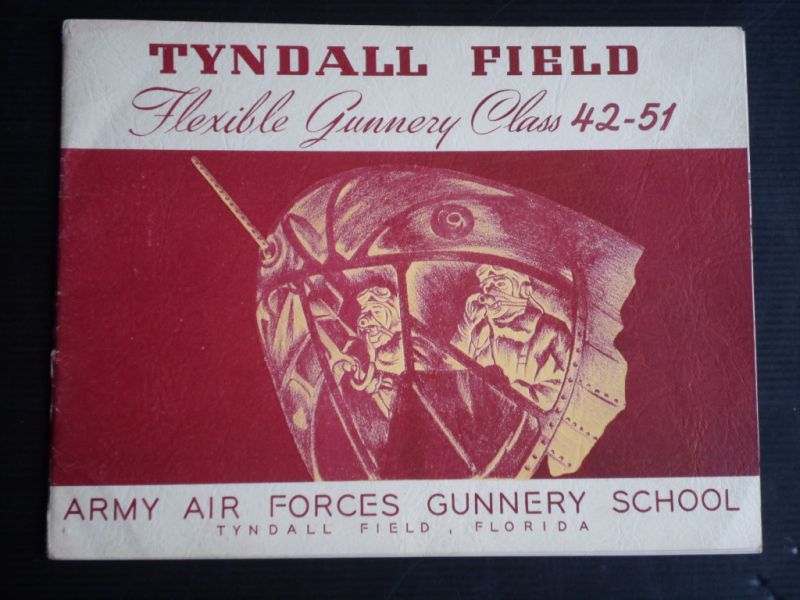 TYNDALL FIELD
Flexible Gunnery Class 42-51
ARMY AIR FORCES GUNNERY SCHOOL
TYNDALL FIELD, FLORIDA